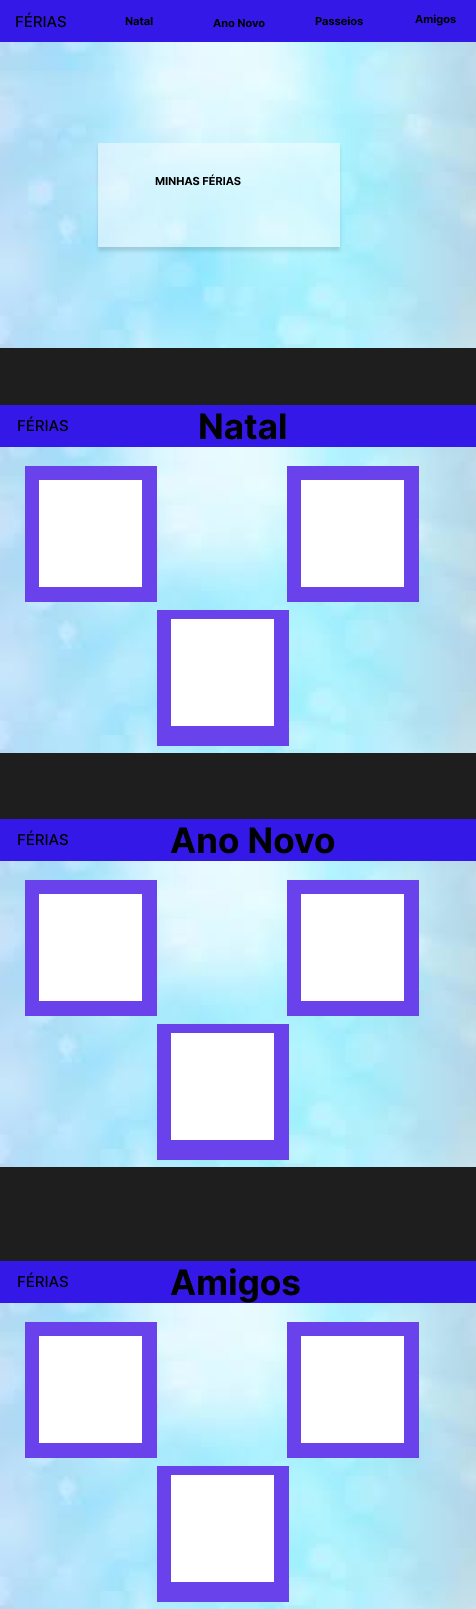 FÉRIAS
Natal
Ano Novo
Passeios
Amigos
MINHAS FÉRIAS
FÉRIAS
Natal
FÉRIAS
Ano Novo
FÉRIAS
Amigos